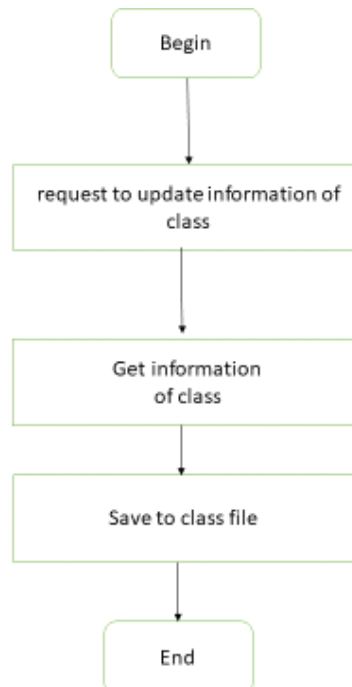 Begin
request to update information of
class
Get information
of class
Save to class file
End